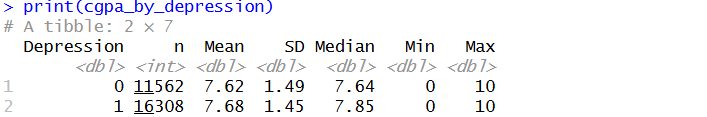 > print(cgpa_by_depression)
# A tibble: 2 × 7
Depression n Mean SD Median Min Max
<dbl> <int> <dbl> <dbl> <dbl> <dbl> <dbl>
1 0 11562 7.62 1.49 7.64 0 10
2 1 16308 7.68 1.45 7.85 0 10